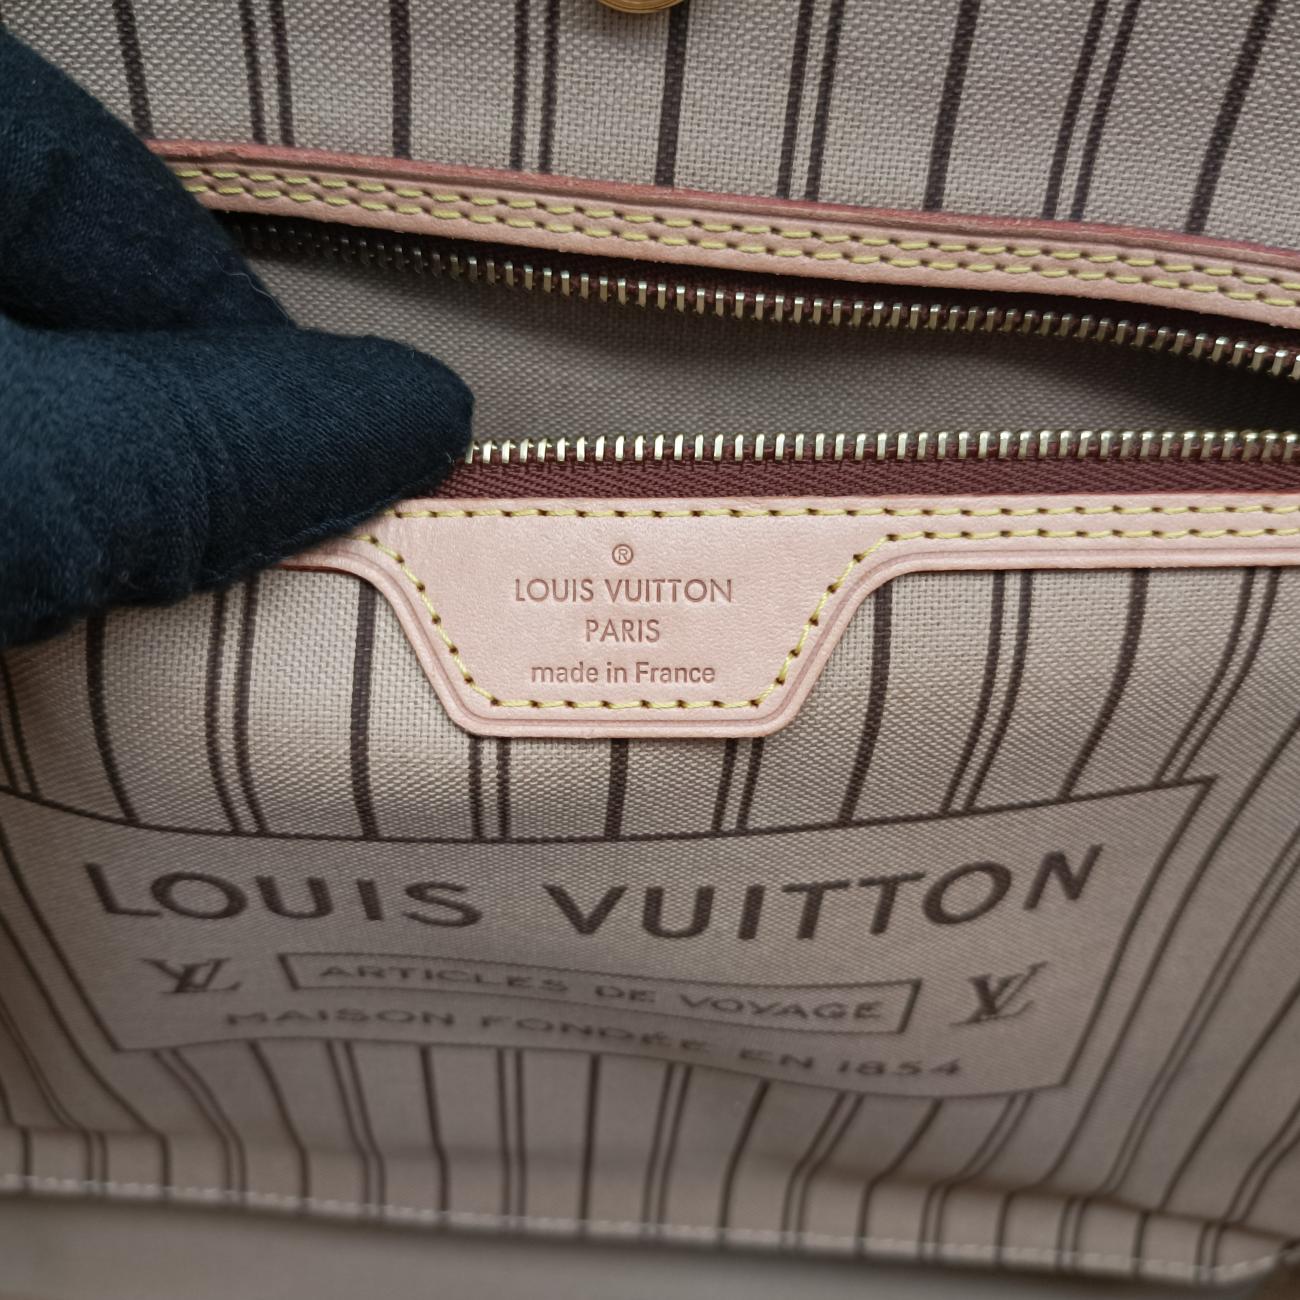 ®
LOUIS VUITTON
PARIS
made in France
LOUIS VUITTON
LV ARTICLES DE VOYAGE LV
MAISON FONDÉE EN 1854